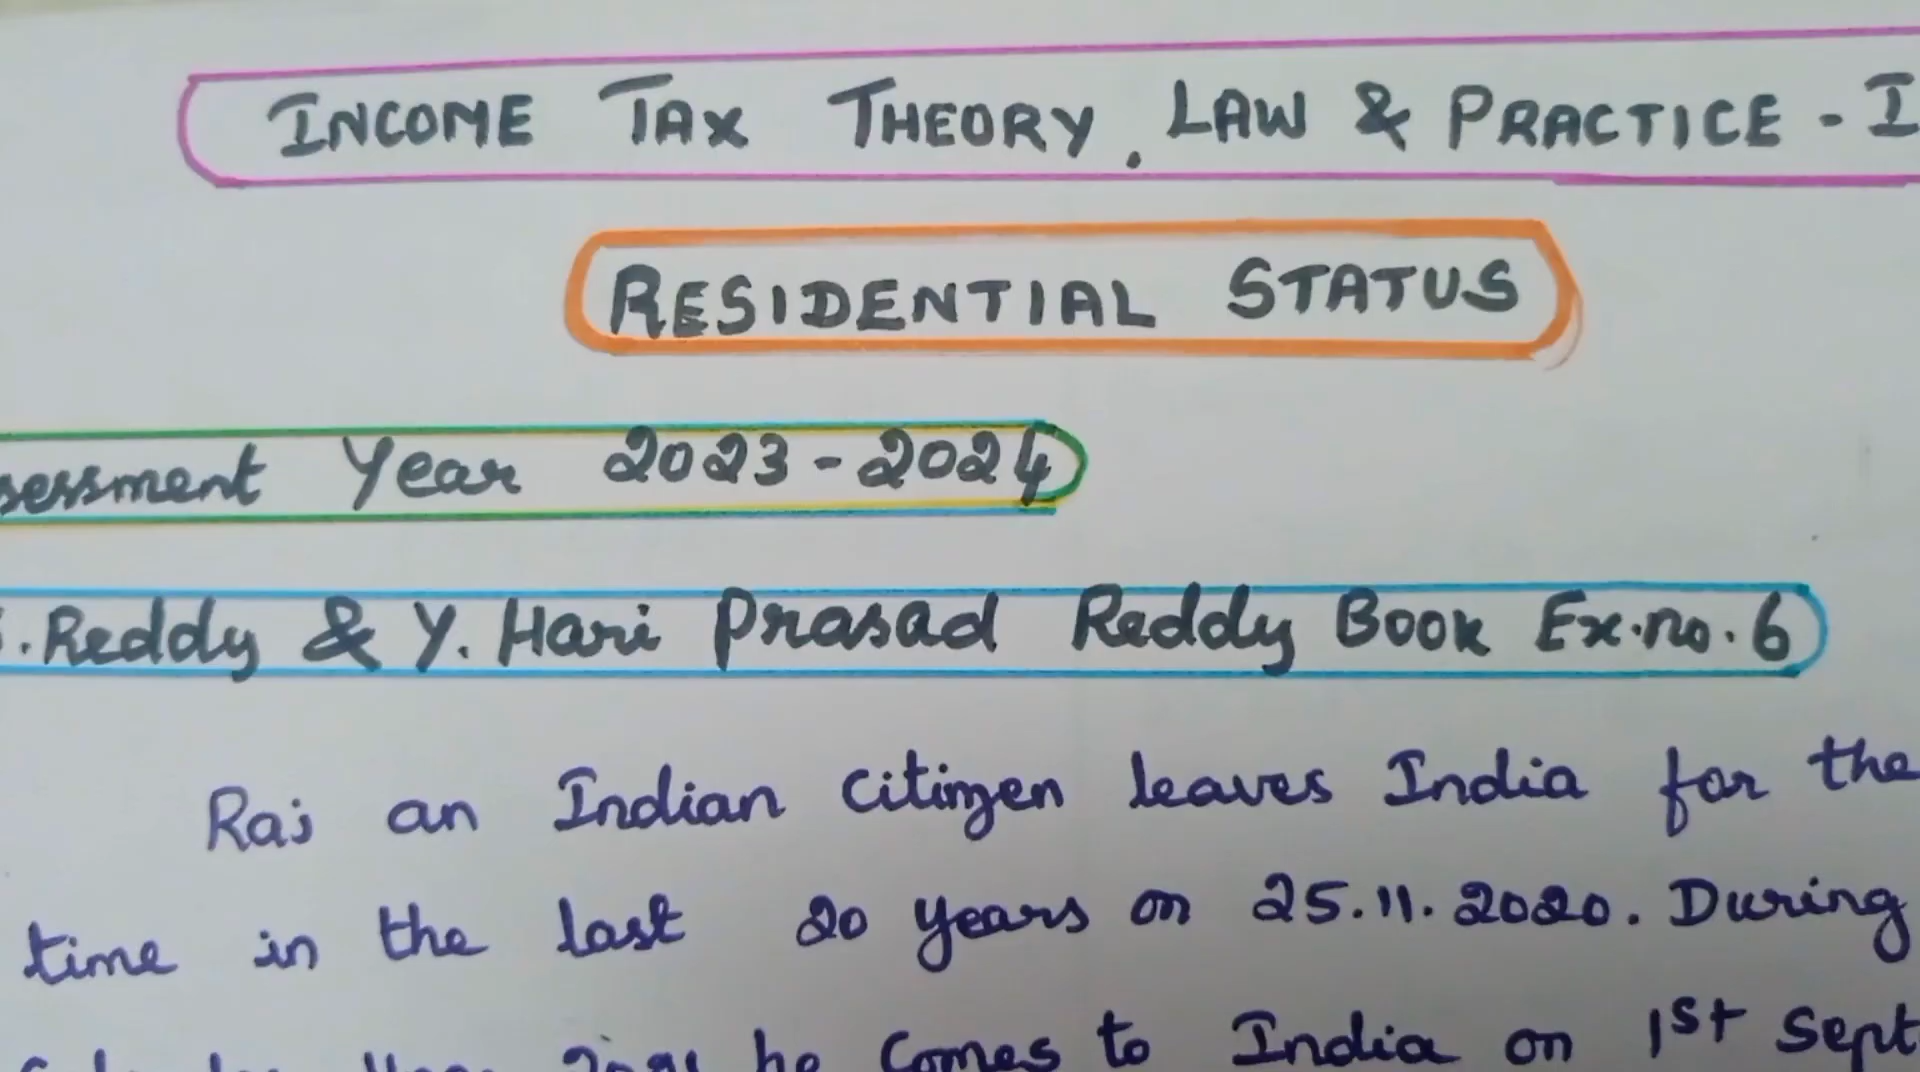 INCOME TAX THEORY, LAW & PRACTICE - I
RESIDENTIAL STATUS
sessment Year 2023-2024
. Reddy & Y. Hari Prasad Reddy Book Ex.no. 6
Raj an Indian Citizen leaves India for the
time in the last 20 years on 25.11.2020. During
he Comes to India on 1st Sept